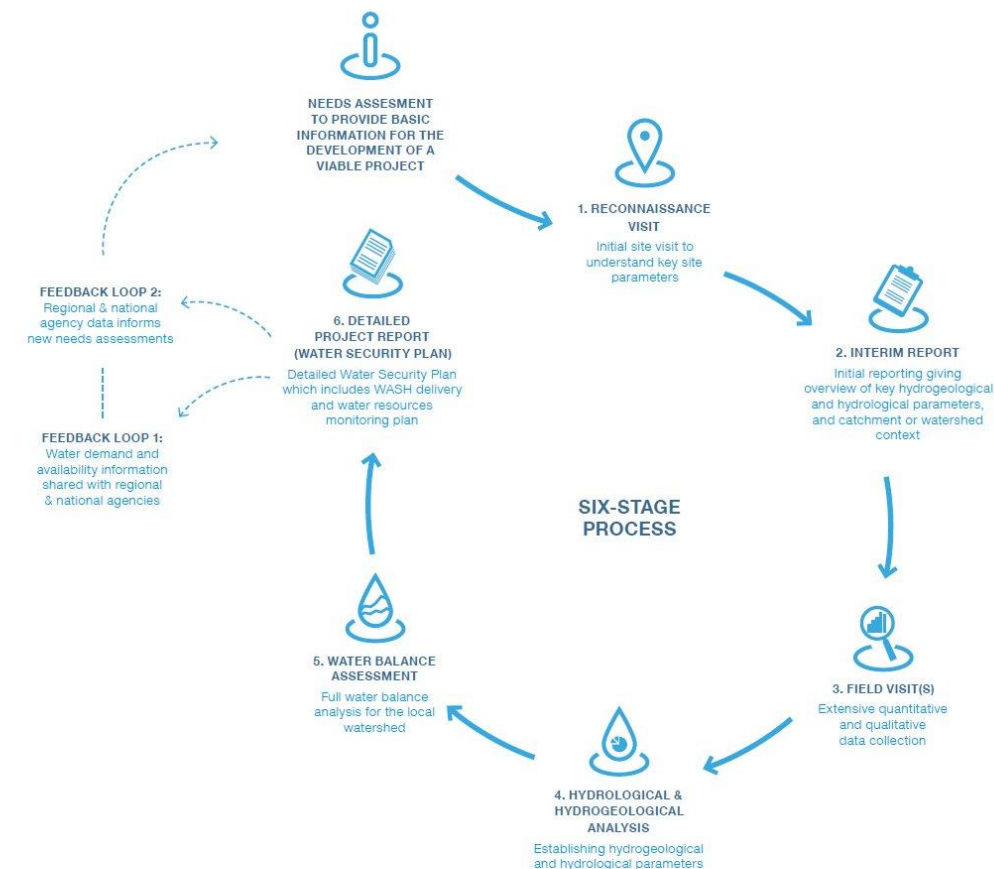 NEEDS ASSESMENT
TO PROVIDE BASIC
INFORMATION FOR THE
DEVELOPMENT OF A
VIABLE PROJECT
1. RECONNAISSANCE
VISIT
Initial site visit to
understand key site
parameters
2. INTERIM REPORT
Initial reporting giving
overview of key hydrogeological
and hydrological parameters,
and catchment or watershed
context
3. FIELD VISIT(S)
Extensive quantitative
and qualitative
data collection
4. HYDROLOGICAL &
HYDROGEOLOGICAL
ANALYSIS
Establishing hydrogeological
and hydrological parameters
5. WATER BALANCE
ASSESSMENT
Full water balance
analysis for the local
watershed
6. DETAILED
PROJECT REPORT
(WATER SECURITY PLAN)
Detailed Water Security Plan
which includes WASH delivery
and water resources
monitoring plan
FEEDBACK LOOP 1:
Water demand and
availability information
shared with regional
& national agencies
FEEDBACK LOOP 2:
Regional & national
agency data informs
new needs assessments
SIX-STAGE
PROCESS